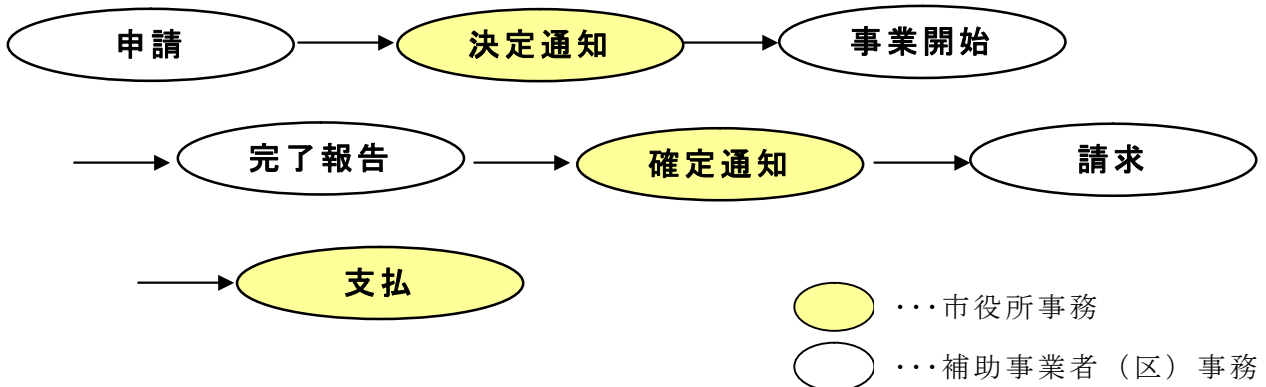 申請 決定通知 事業開始
完了報告 確定通知 請求
支払
・・・市役所事務
・・・補助事業者（区）事務